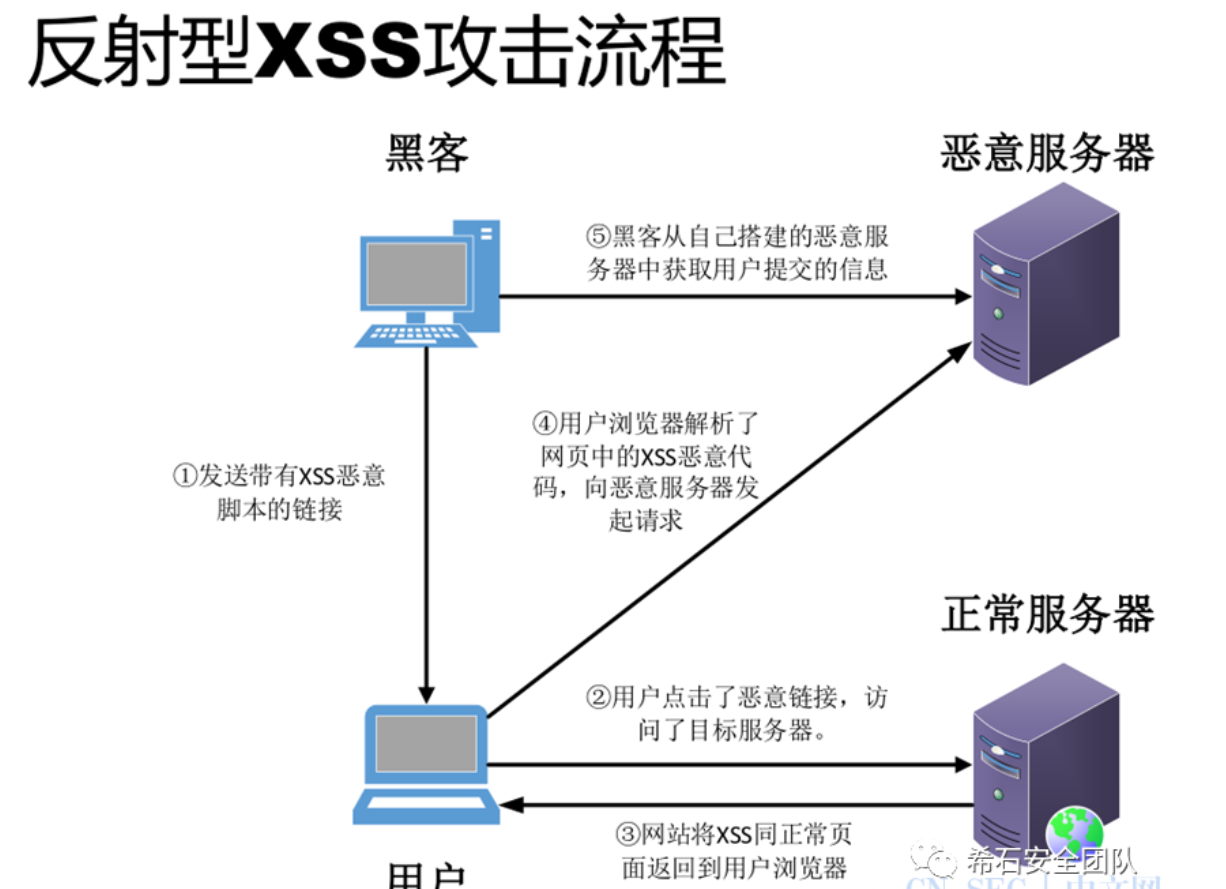 反射型XSS攻击流程
黑客
恶意服务器
⑤黑客从自己搭建的恶意服
务器中获取用户提交的信息
④用户浏览器解析了
网页中的XSS恶意代
码，向恶意服务器发
起请求
①发送带有XSS恶意
脚本的链接
正常服务器
②用户点击了恶意链接，访
问了目标服务器。
③网站将XSS同正常页
面返回到用户浏览器
用户
希石安全团队
CN-SEC 中文网